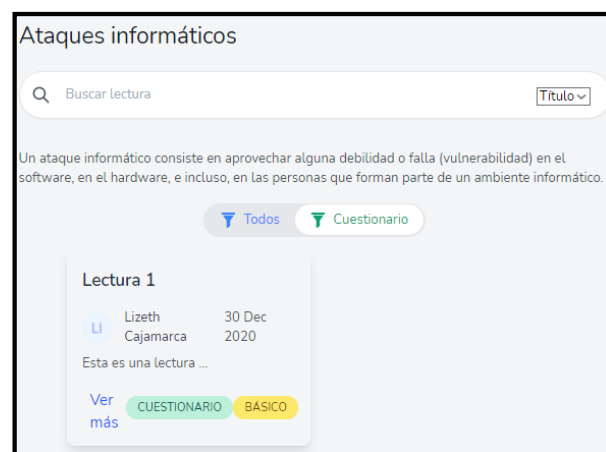 Ataques informáticos
Buscar lectura
Título
Un ataque informático consiste en aprovechar alguna debilidad o falla (vulnerabilidad) en el
software, en el hardware, e incluso, en las personas que forman parte de un ambiente informático.
Todos Cuestionario
Lectura 1
LI
Lizeth 30 Dec
Cajamarca 2020
Esta es una lectura ...
Ver
más
CUESTIONARIO BÁSICO